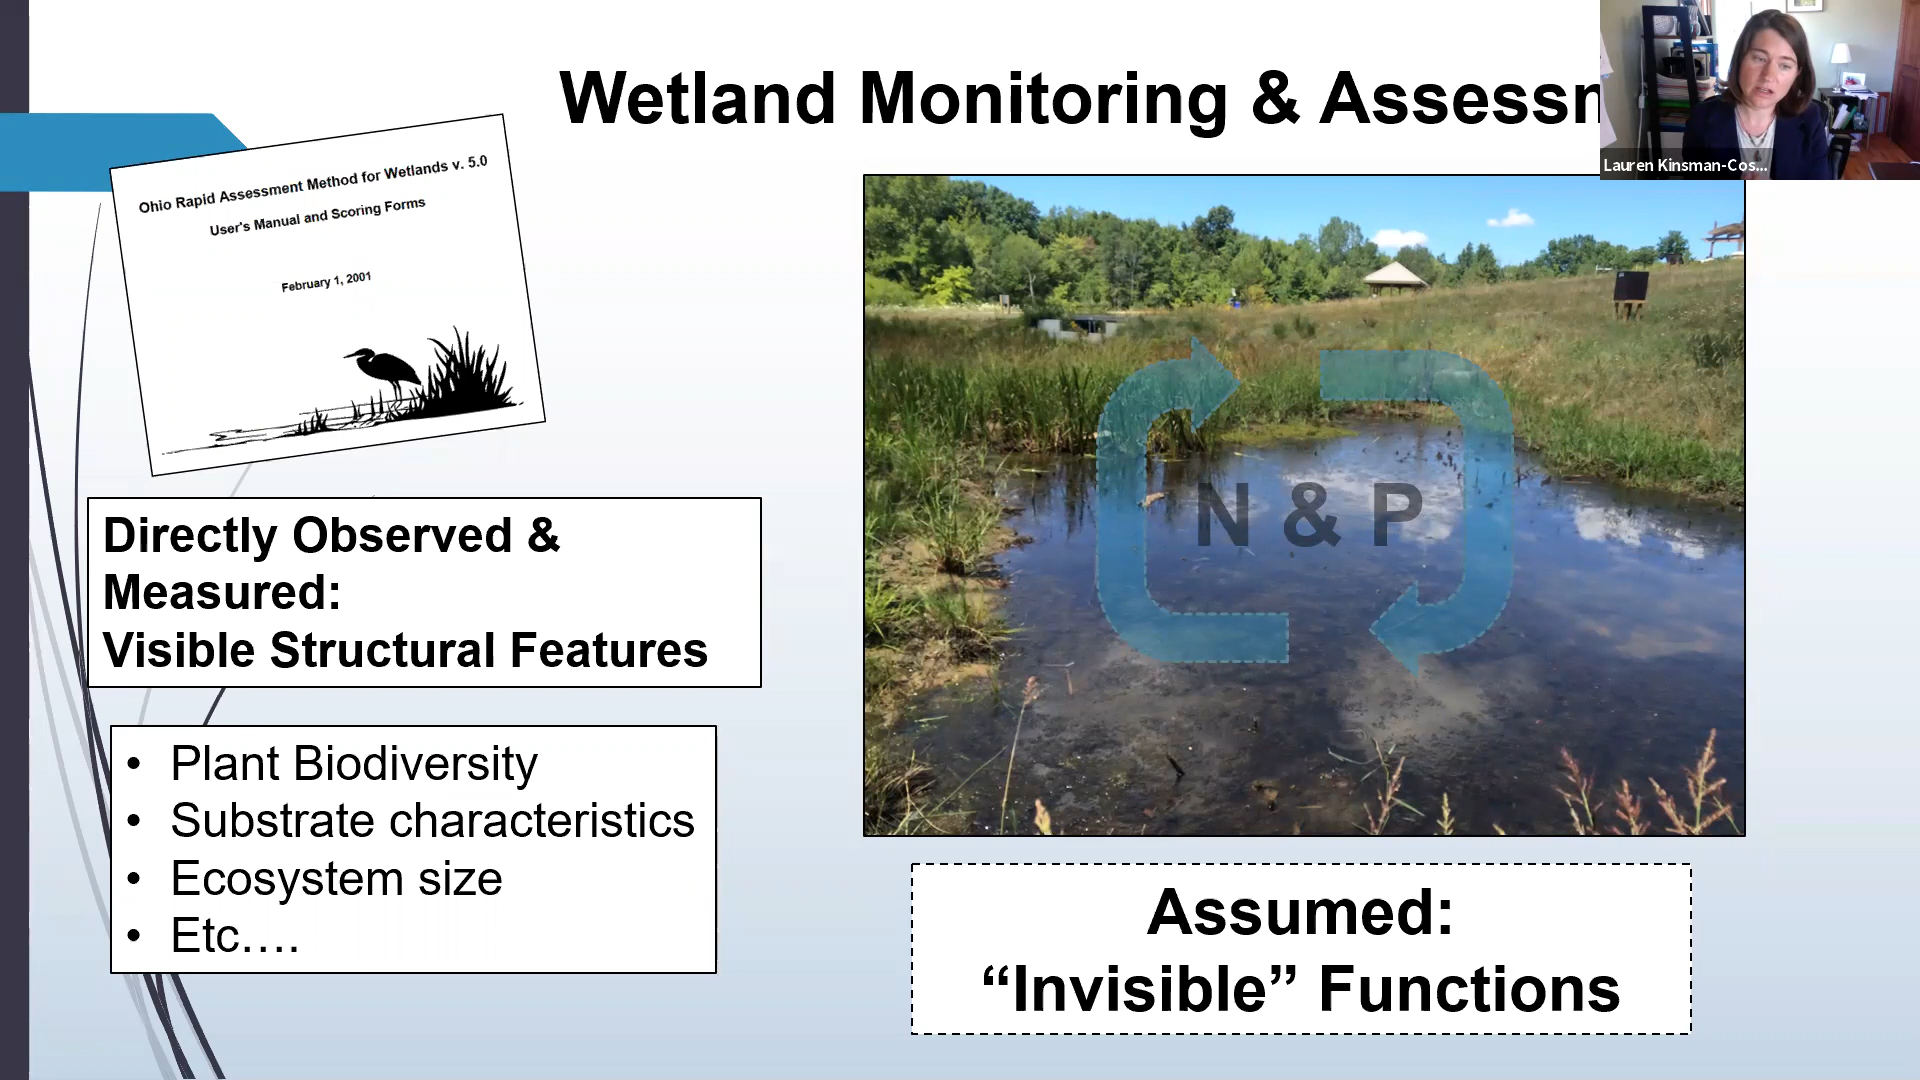 Wetland Monitoring & Assessm
Lauren Kinsman-Cos...
Ohio Rapid Assessment Method for Wetlands v. 5.0
User's Manual and Scoring Forms
February 1, 2001
N & P
Directly Observed &
Measured:
Visible Structural Features
• Plant Biodiversity
• Substrate characteristics
• Ecosystem size
• Etc….
Assumed:
“Invisible” Functions